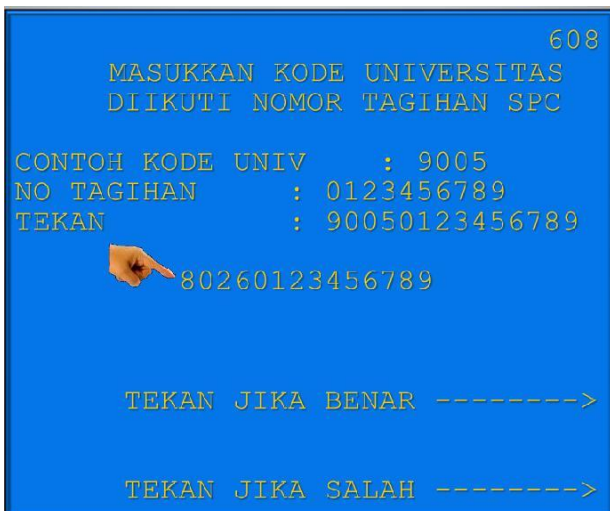 608
MASUKKAN KODE UNIVERSITAS
DIIKUTI NOMOR TAGIHAN SPC
CONTOH KODE UNIV : 9005
NO TAGIHAN : 0123456789
TEKAN : 90050123456789
80260123456789
TEKAN JIKA BENAR -------->
TEKAN JIKA SALAH -------->